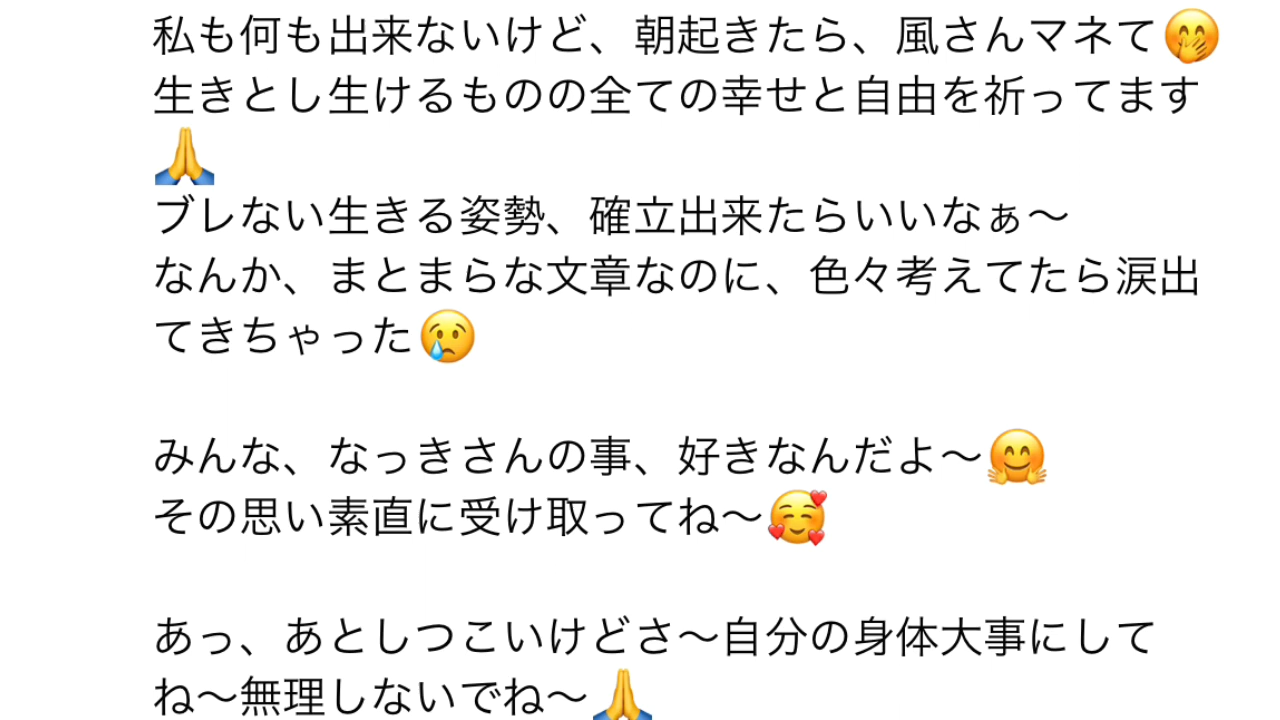 私も何も出来ないけど、朝起きたら、風さんマネて🤭
生きとし生けるものの全ての幸せと自由を祈ってます
🙏
ブレない生きる姿勢、確立出来たらいいなぁ〜
なんか、まとまらな文章なのに、色々考えてたら涙出
てきちゃった😢
みんな、なっきさんの事、好きなんだよ〜🤗
その思い素直に受け取ってね〜🥰
あっ、あとしつこいけどさ〜自分の身体大事にして
ね〜無理しないでね〜🙏